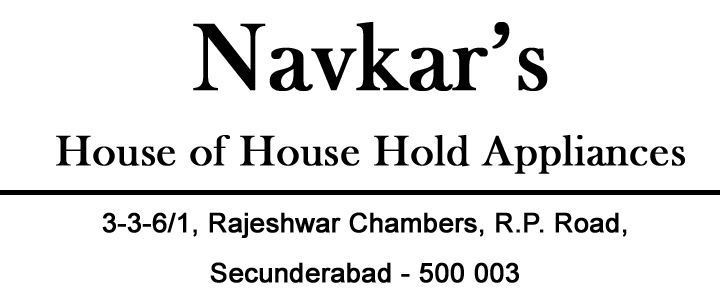 Navkar’s
House of House Hold Appliances
3-3-6/1, Rajeshwar Chambers, R.P. Road,
Secunderabad - 500 003